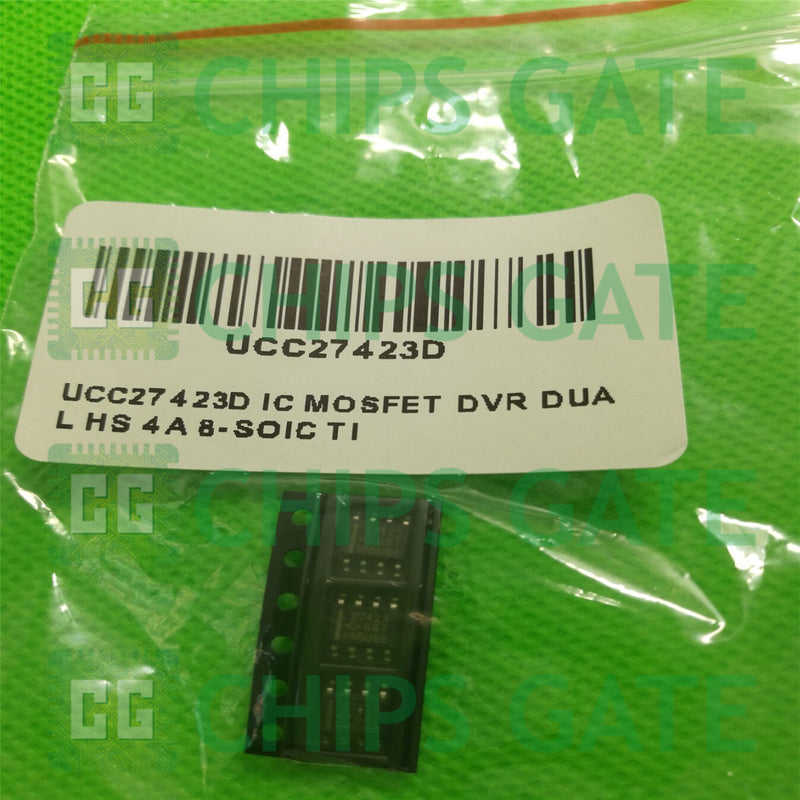 CG CHIPS GATE
CG CHIPS GATE
UCC27423D
UCC27423D IC MOSFET DVR DUA
L HS 4A 8-SOIC TI
CG CHIPS GATE
27423
CG CHIPS GATE